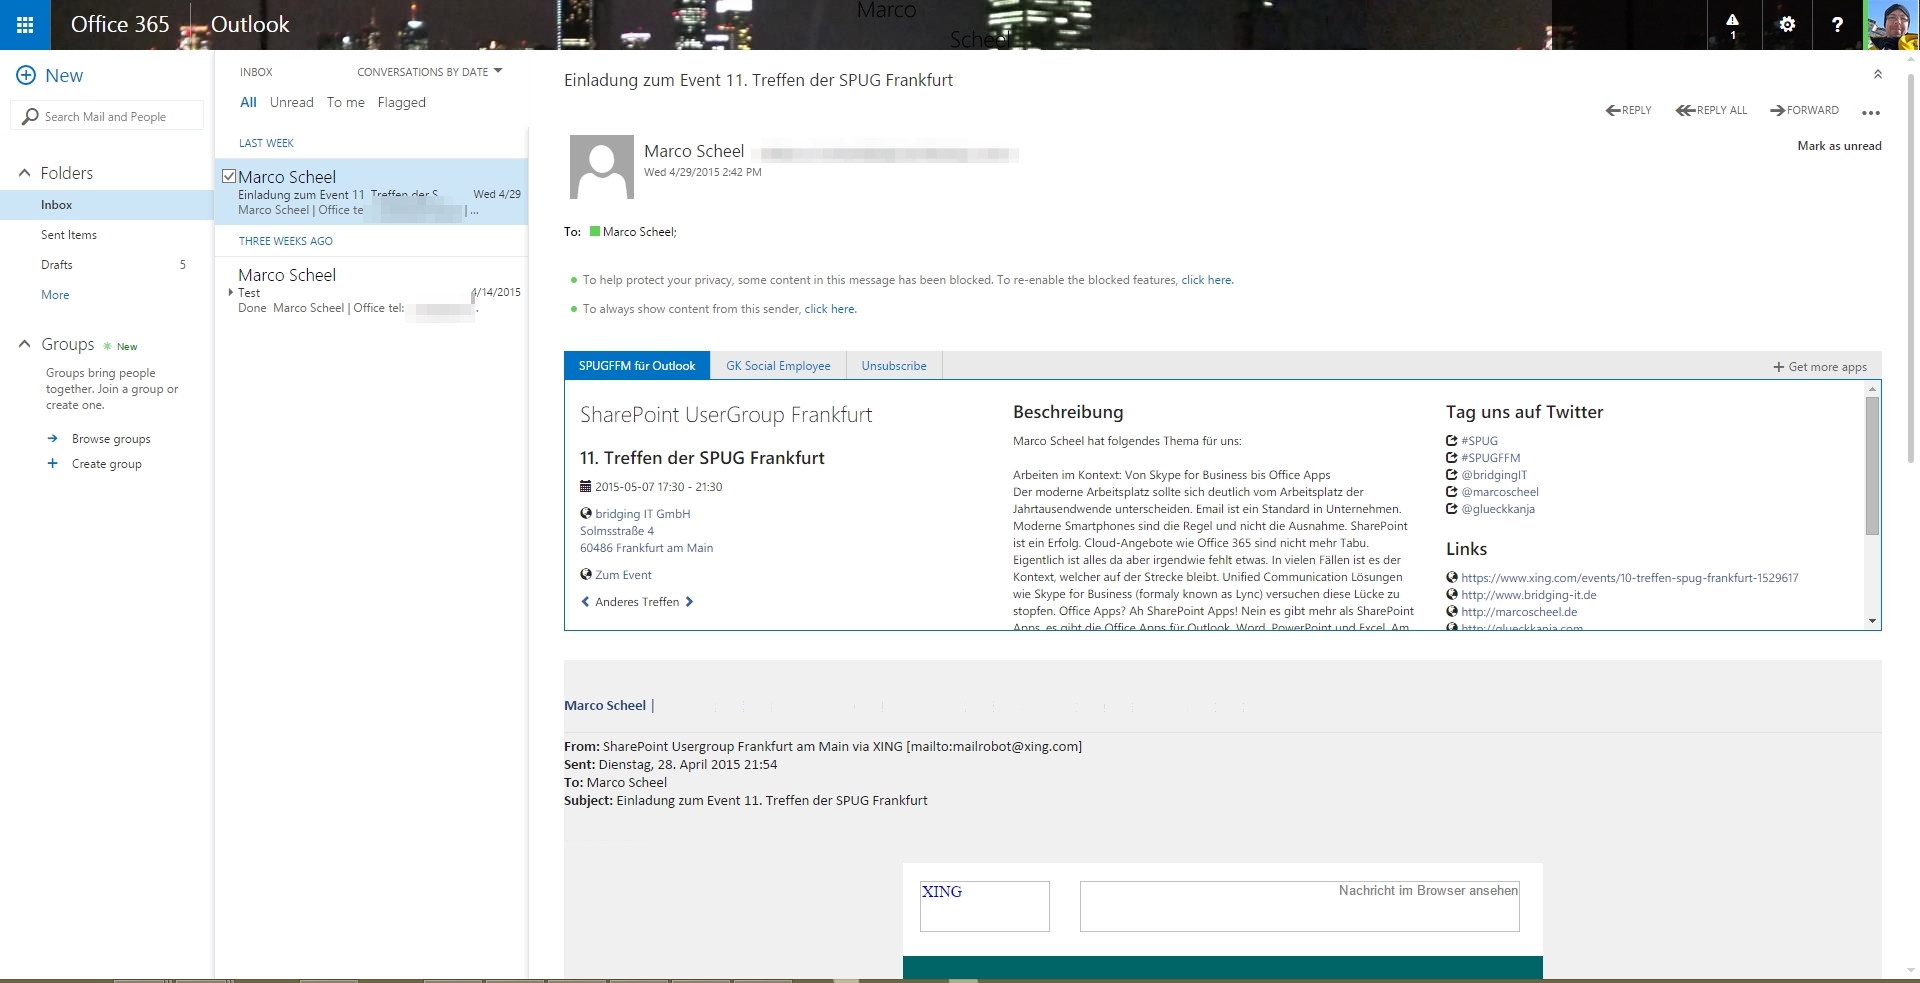 Office 365
Outlook
Marco
Scheel
1
?
New
Search Mail and People
Folders
Inbox
Sent Items
Drafts 5
More
Groups New
Groups bring people
together. Join a group or
create one.
Browse groups
Create group
INBOX CONVERSATIONS BY DATE
All Unread To me Flagged
LAST WEEK
Marco Scheel
Einladung zum Event 11. Treffen der S... Wed 4/29
Marco Scheel | Office te | ...
THREE WEEKS AGO
Marco Scheel
Test 4/14/2015
Done Marco Scheel | Office tel:
Einladung zum Event 11. Treffen der SPUG Frankfurt
REPLY REPLY ALL FORWARD ...
Marco Scheel
Wed 4/29/2015 2:42 PM
Mark as unread
To: Marco Scheel;
To help protect your privacy, some content in this message has been blocked. To re-enable the blocked features, click here.
To always show content from this sender, click here.
SPUGFFM für Outlook GK Social Employee Unsubscribe + Get more apps
SharePoint UserGroup Frankfurt
11. Treffen der SPUG Frankfurt
2015-05-07 17:30 - 21:30
bridging IT GmbH
Solmsstraße 4
60486 Frankfurt am Main
Zum Event
Anderes Treffen
Beschreibung
Marco Scheel hat folgendes Thema für uns:
Arbeiten im Kontext: Von Skype for Business bis Office Apps
Der moderne Arbeitsplatz sollte sich deutlich vom Arbeitsplatz der
Jahrtausendwende unterscheiden. Email ist ein Standard in Unternehmen.
Moderne Smartphones sind die Regel und nicht die Ausnahme. SharePoint
ist ein Erfolg. Cloud-Angebote wie Office 365 sind nicht mehr Tabu.
Eigentlich ist alles da aber irgendwie fehlt etwas. In vielen Fällen ist es der
Kontext, welcher auf der Strecke bleibt. Unified Communication Lösungen
wie Skype for Business (formaly known as Lync) versuchen diese Lücke zu
stopfen. Office Apps? Ah SharePoint Apps! Nein es gibt mehr als SharePoint
Apps, es gibt die Office Apps für Outlook, Word, PowerPoint und Excel. Am
Tag uns auf Twitter
#SPUG
#SPUGFFM
@bridgingIT
@marcoscheel
@glueckkanja
Links
https://www.xing.com/events/10-treffen-spug-frankfurt-1529617
http://www.bridging-it.de
http://marcoscheel.de
http://glueckkanja.com
Marco Scheel |
From: SharePoint Usergroup Frankfurt am Main via XING [mailto:mailrobot@xing.com]
Sent: Dienstag, 28. April 2015 21:54
To: Marco Scheel
Subject: Einladung zum Event 11. Treffen der SPUG Frankfurt
XING
Nachricht im Browser ansehen